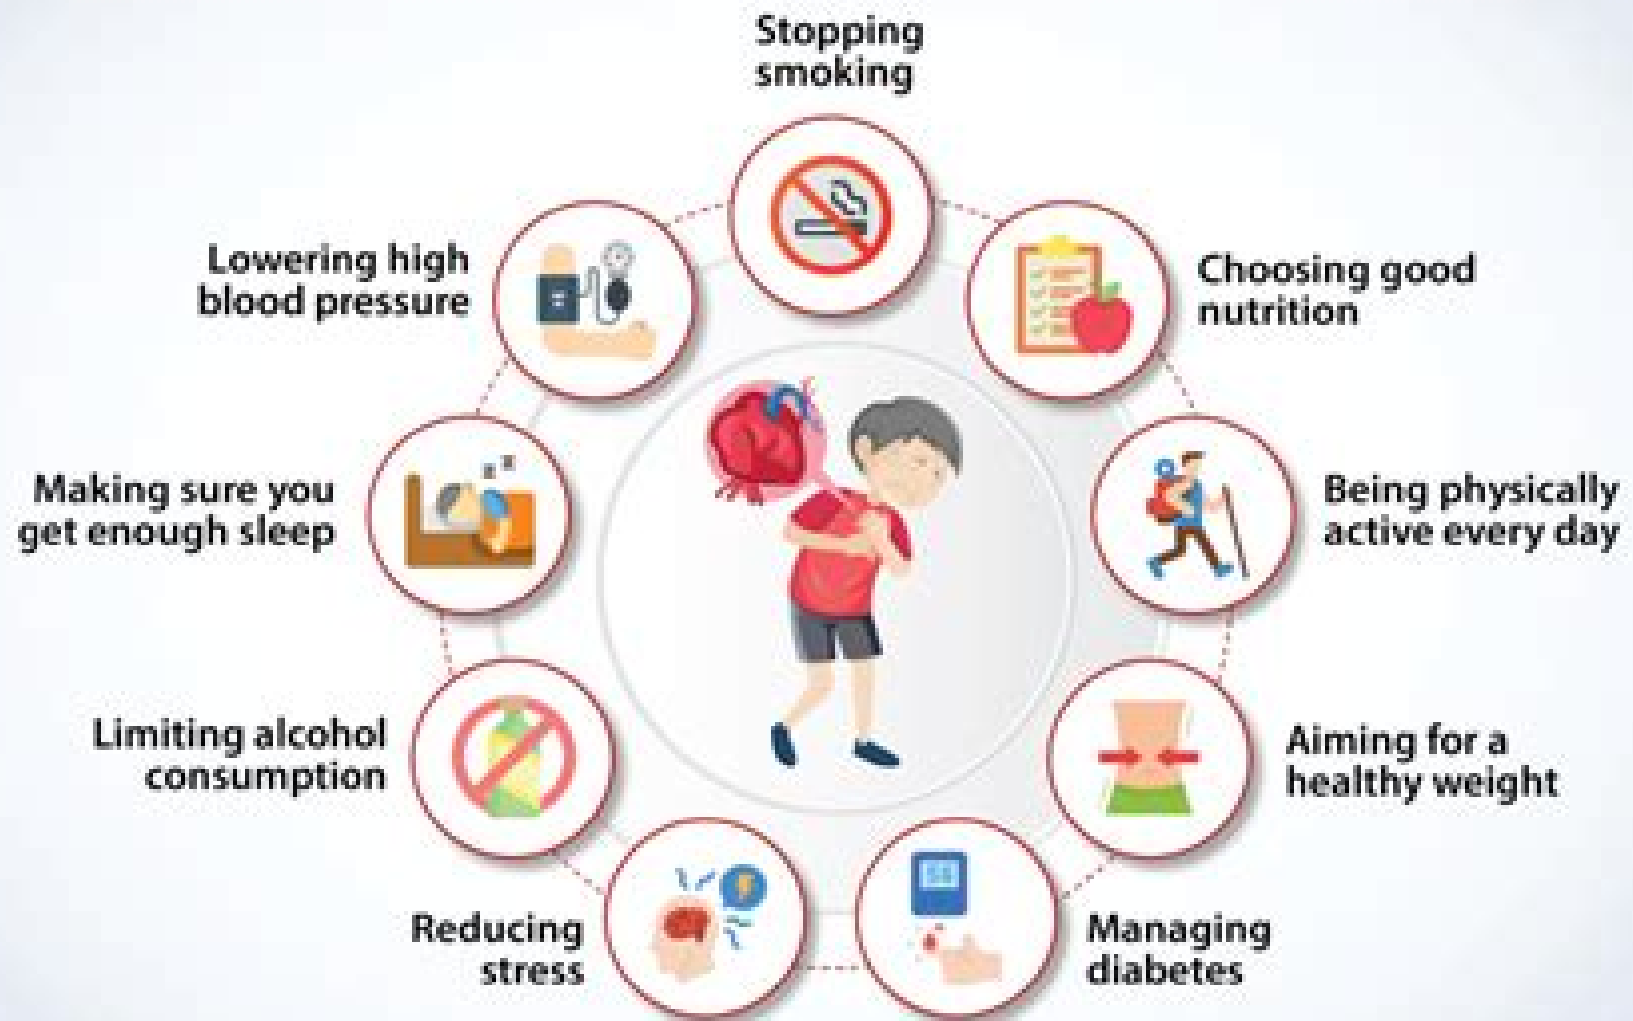 Stopping
smoking
Choosing good
nutrition
Being physically
active every day
Aiming for a
healthy weight
Managing
diabetes
Reducing
stress
Limiting alcohol
consumption
Making sure you
get enough sleep
Lowering high
blood pressure